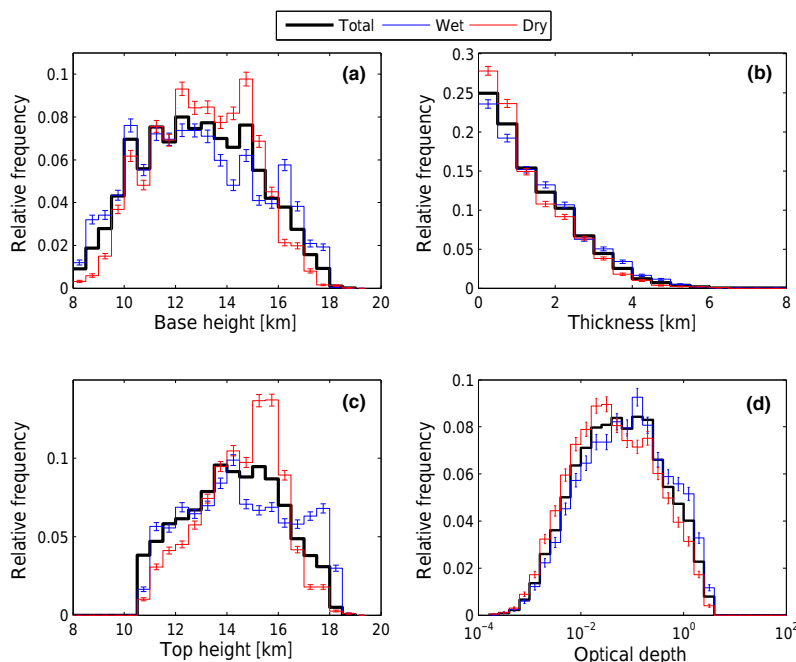 Total Wet Dry
(a)
Relative frequency
0.1
0.08
0.06
0.04
0.02
0
8 10 12 14 16 18 20
Base height [km]
(b)
Relative frequency
0.3
0.25
0.2
0.15
0.1
0.05
0
0 2 4 6 8
Thickness [km]
(c)
Relative frequency
0.15
0.1
0.05
0
8 10 12 14 16 18 20
Top height [km]
(d)
Relative frequency
0.1
0.08
0.06
0.04
0.02
0
10⁻⁴ 10⁻² 10⁰ 10²
Optical depth